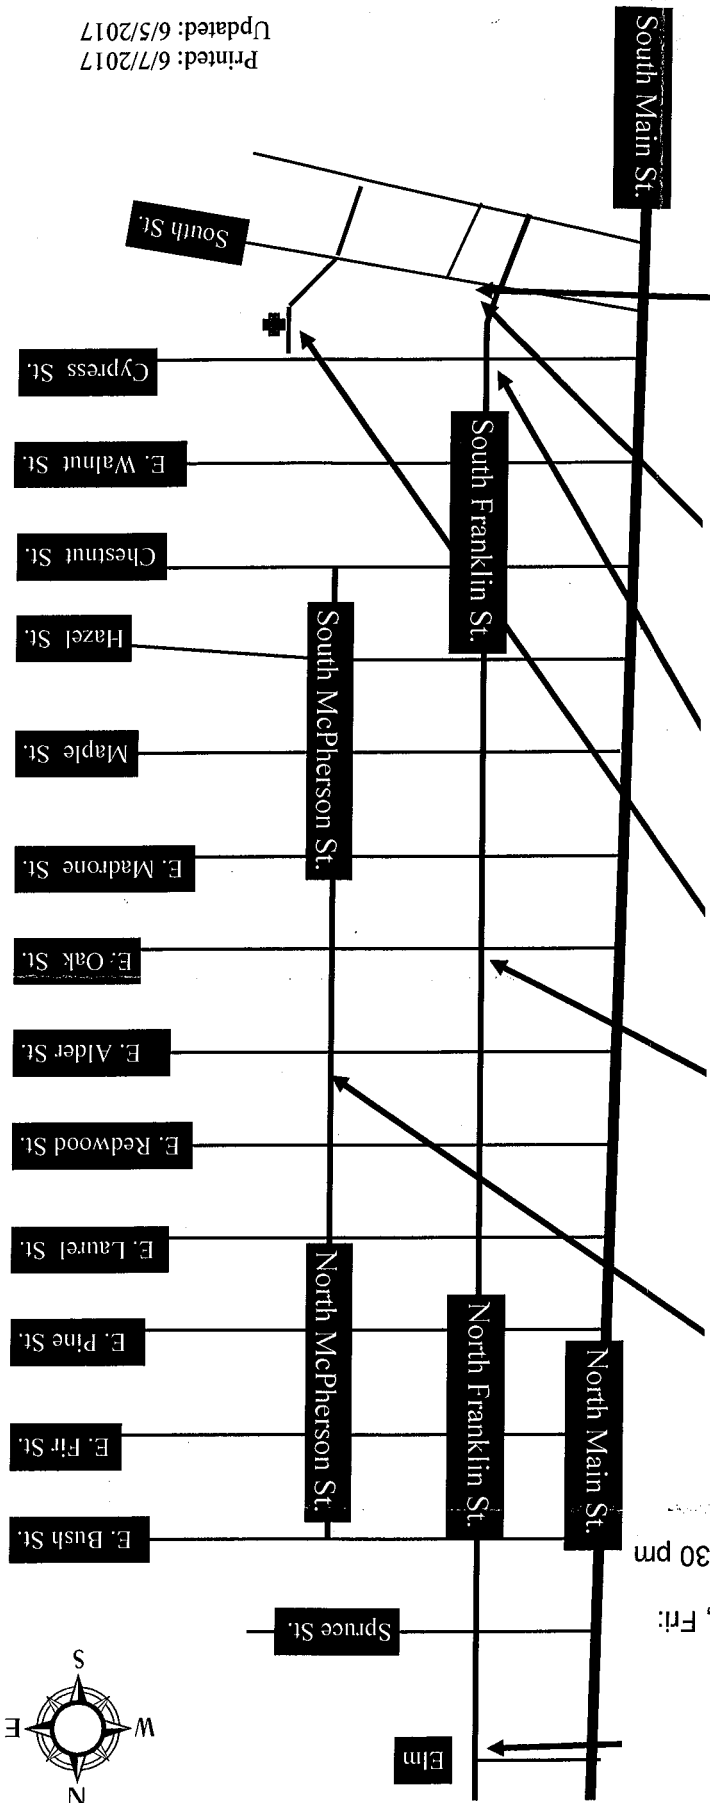 N
W
E
S
Elm
Spruce St.
, Fri:
30 pm
E. Bush St.
E. Fir St.
E. Pine St.
E. Laurel St.
E. Redwood St.
E. Alder St.
E. Oak St.
E. Madrone St.
Maple St.
Hazel St.
Chestnut St.
E. Walnut St.
Cypress St.
South St.
North Main St.
North Franklin St.
North McPherson St.
South McPherson St.
South Franklin St.
South Main St.
Printed: 6/7/2017
Updated: 6/5/2017